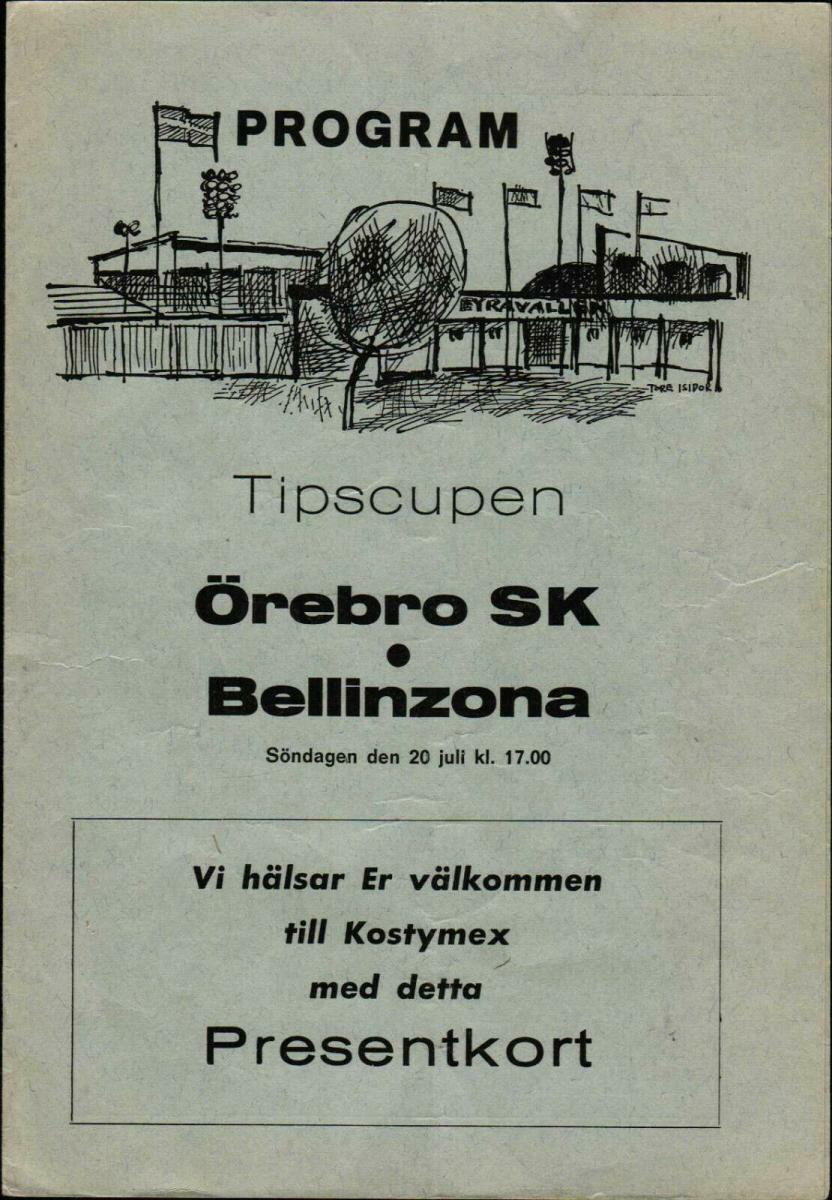 PROGRAM
EYRAVALLEN
TORE ISIDOR
Tipscupen
Örebro SK
•
Bellinzona
Söndagen den 20 juli kl. 17.00
Vi hälsar Er välkommen
till Kostymex
med detta
Presentkort